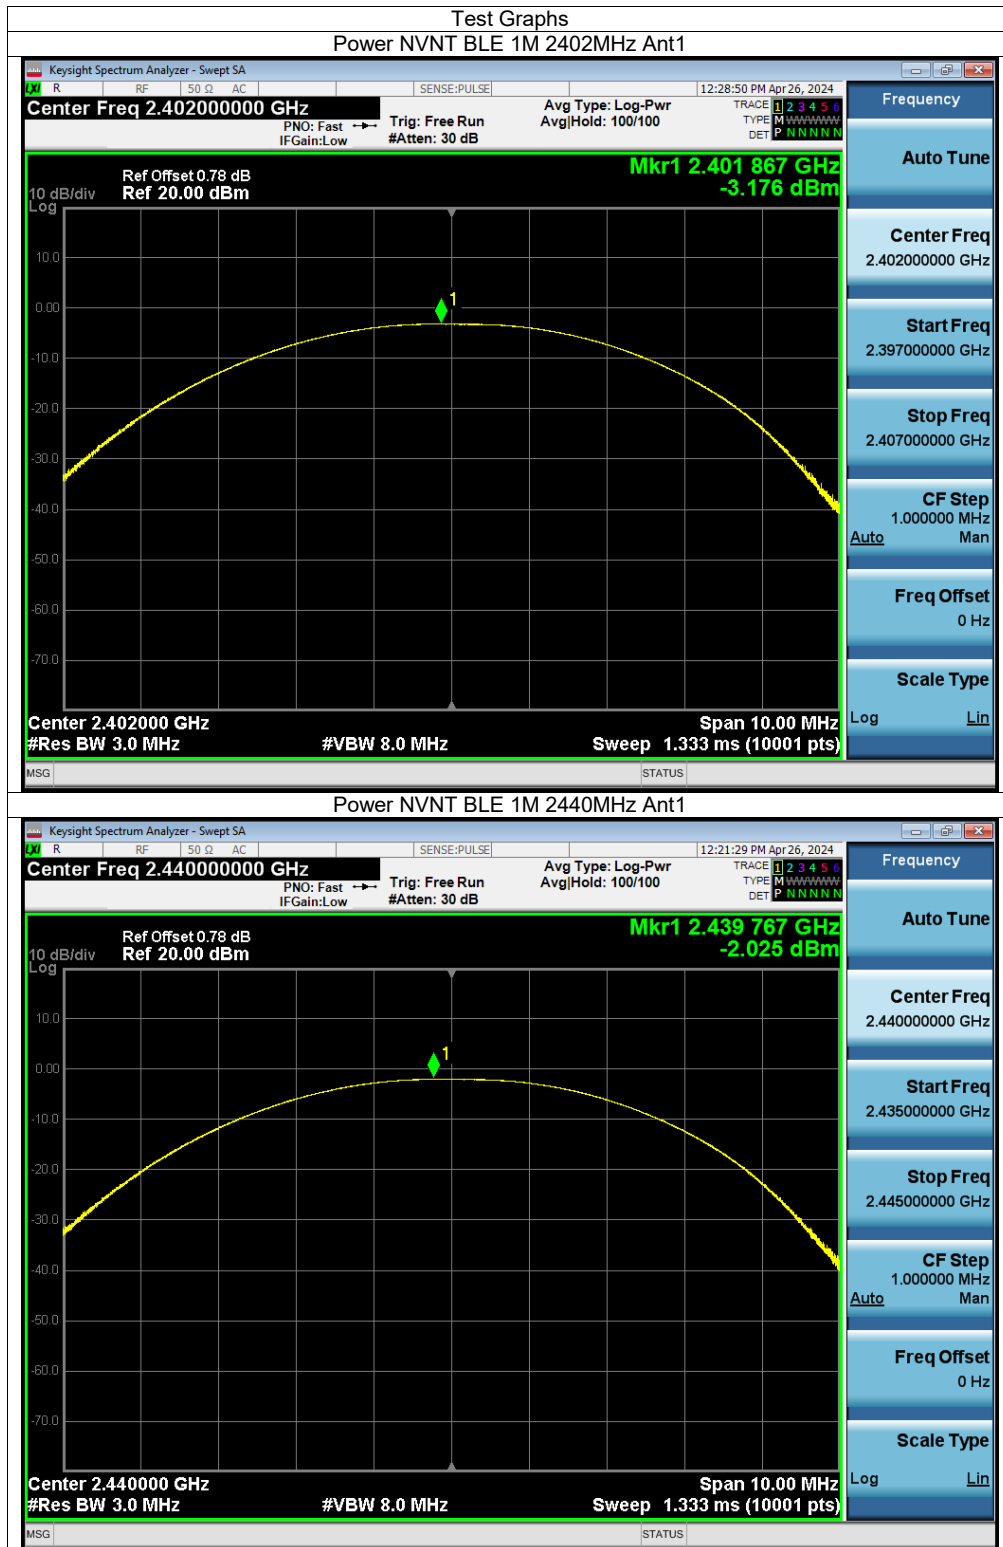 Test Graphs
Power NVNT BLE 1M 2402MHz Ant1
Keysight Spectrum Analyzer - Swept SA
LXI R RF 50 Ω AC SENSE:PULSE 12:28:50 PM Apr 26, 2024
Center Freq 2.402000000 GHz
PNO: Fast
IFGain:Low
Trig: Free Run
#Atten: 30 dB
Avg Type: Log-Pwr
Avg|Hold: 100/100
TRACE 1 2 3 4 5 6
TYPE M WWWWW
DET P N N N N N
Frequency
Auto Tune
Mkr1 2.401 867 GHz
-3.176 dBm
Ref Offset 0.78 dB
10 dB/div Ref 20.00 dBm
Log
10.0
0.00
-10.0
-20.0
-30.0
-40.0
-50.0
-60.0
-70.0
1
Center Freq
2.402000000 GHz
Start Freq
2.397000000 GHz
Stop Freq
2.407000000 GHz
CF Step
1.000000 MHz
Auto Man
Freq Offset
0 Hz
Scale Type
Log Lin
Center 2.402000 GHz Span 10.00 MHz
#Res BW 3.0 MHz #VBW 8.0 MHz Sweep 1.333 ms (10001 pts)
MSG STATUS
Power NVNT BLE 1M 2440MHz Ant1
Keysight Spectrum Analyzer - Swept SA
LXI R RF 50 Ω AC SENSE:PULSE 12:21:29 PM Apr 26, 2024
Center Freq 2.440000000 GHz
PNO: Fast
IFGain:Low
Trig: Free Run
#Atten: 30 dB
Avg Type: Log-Pwr
Avg|Hold: 100/100
TRACE 1 2 3 4 5 6
TYPE M WWWWW
DET P N N N N N
Frequency
Auto Tune
Mkr1 2.439 767 GHz
-2.025 dBm
Ref Offset 0.78 dB
10 dB/div Ref 20.00 dBm
Log
10.0
0.00
-10.0
-20.0
-30.0
-40.0
-50.0
-60.0
-70.0
1
Center Freq
2.440000000 GHz
Start Freq
2.435000000 GHz
Stop Freq
2.445000000 GHz
CF Step
1.000000 MHz
Auto Man
Freq Offset
0 Hz
Scale Type
Log Lin
Center 2.440000 GHz Span 10.00 MHz
#Res BW 3.0 MHz #VBW 8.0 MHz Sweep 1.333 ms (10001 pts)
MSG STATUS